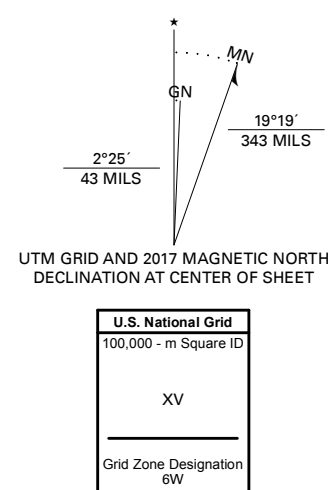 ★
MN
GN
19°19´
343 MILS
2°25´
43 MILS
UTM GRID AND 2017 MAGNETIC NORTH
DECLINATION AT CENTER OF SHEET
U.S. National Grid
100,000 - m Square ID
XV
Grid Zone Designation
6W